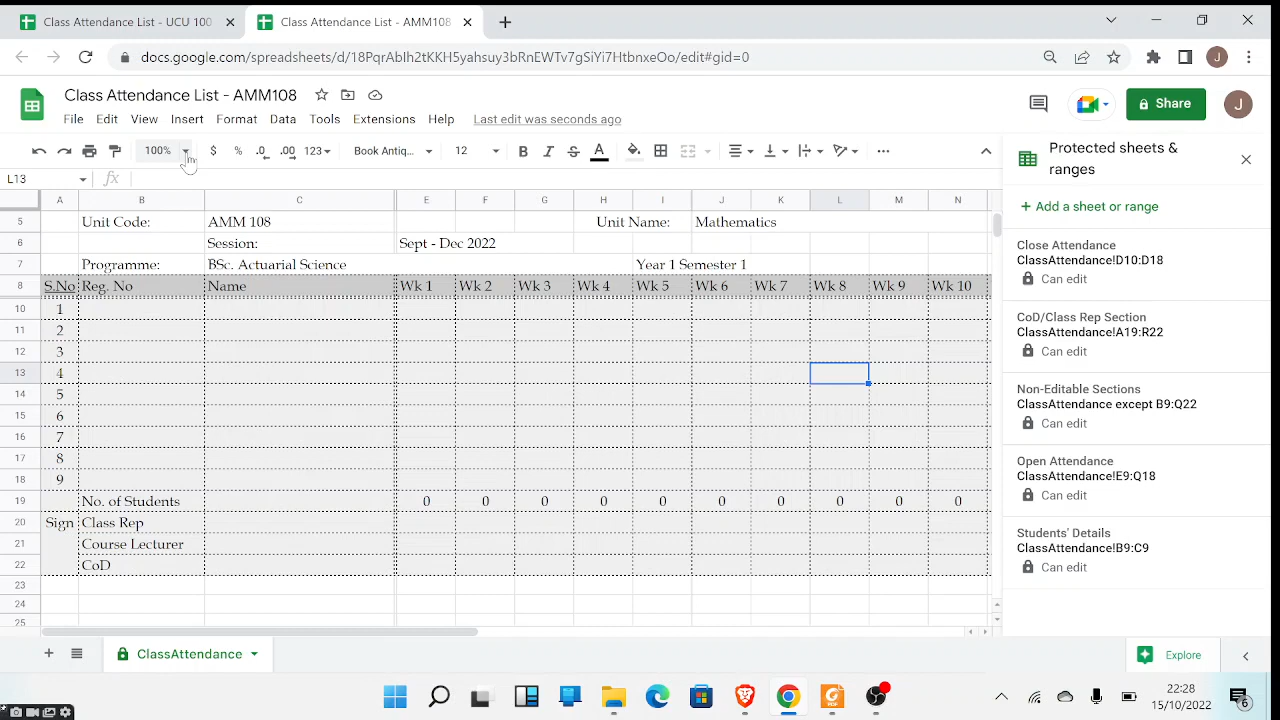 Class Attendance List - UCU 100
Class Attendance List - AMM108
docs.google.com/spreadsheets/d/18PqrAbIh2tKKH5yahsuy3bRnEWTv7gSiYi7HtbnxeOo/edit#gid=0
J
Class Attendance List - AMM108
Share
J
File Edit View Insert Format Data Tools Extensions Help Last edit was seconds ago
100% $ % .0 .00 123 Book Antiq... 12 B I S A
L13 fx
A B C E F G H I J K L M N
5 Unit Code: AMM 108 Unit Name: Mathematics
6 Session: Sept - Dec 2022
7 Programme: BSc. Actuarial Science Year 1 Semester 1
8 S.No Reg. No Name Wk 1 Wk 2 Wk 3 Wk 4 Wk 5 Wk 6 Wk 7 Wk 8 Wk 9 Wk 10
10 1
11 2
12 3
13 4
14 5
15 6
16 7
17 8
18 9
19 No. of Students 0 0 0 0 0 0 0 0 0 0
20 Sign Class Rep
21 Course Lecturer
22 CoD
23
24
25
ClassAttendance
Protected sheets &
ranges
+ Add a sheet or range
Close Attendance
ClassAttendance!D10:D18
Can edit
CoD/Class Rep Section
ClassAttendance!A19:R22
Can edit
Non-Editable Sections
ClassAttendance except B9:Q22
Can edit
Open Attendance
ClassAttendance!E9:Q18
Can edit
Students' Details
ClassAttendance!B9:C9
Can edit
Explore
22:28
15/10/2022
6